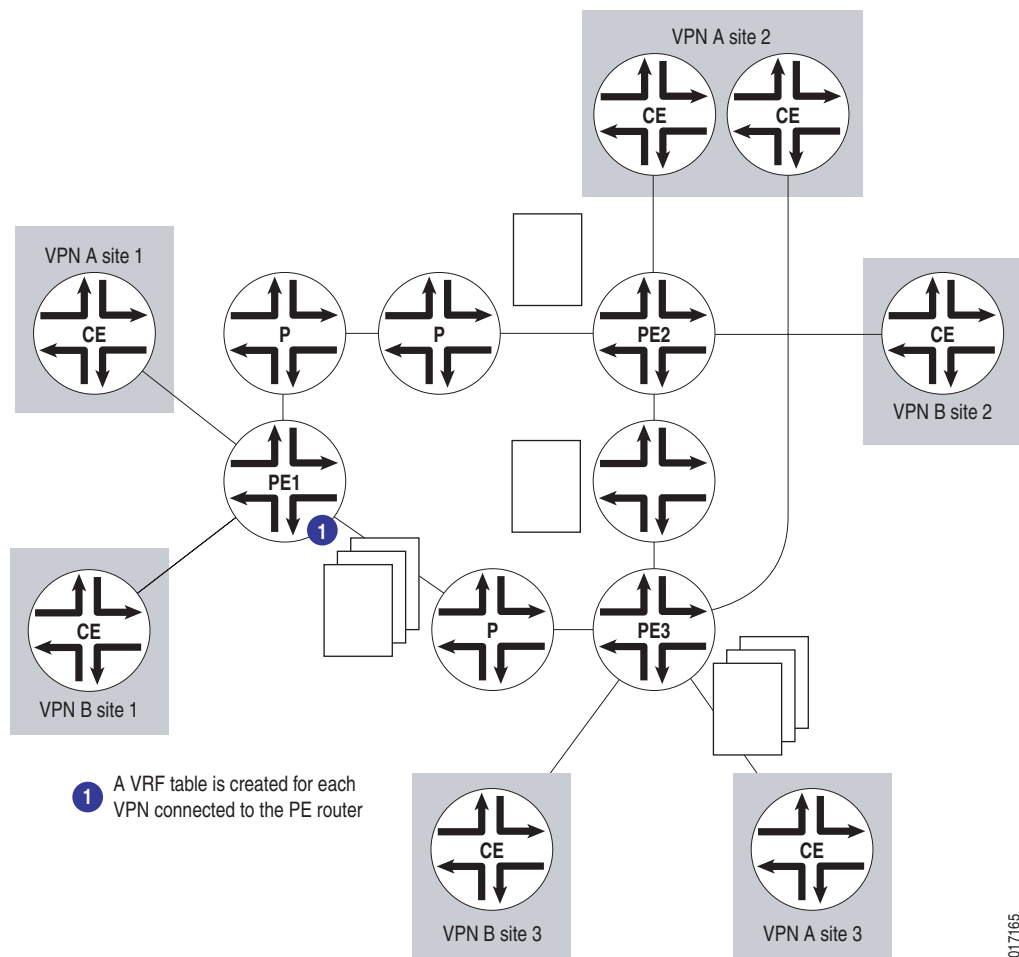 VPN A site 2
CE
CE
VPN A site 1
CE
P
P
PE2
CE
VPN B site 2
PE1
1
CE
VPN B site 1
P
PE3
1
A VRF table is created for each
VPN connected to the PE router
CE
VPN B site 3
CE
VPN A site 3
017165